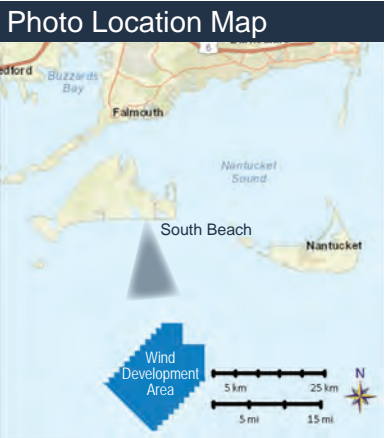 Photo Location Map
6
edford
Buzzards
Bay
Falmouth
Nantucket
Sound
South Beach
Nantucket
Wind
Development
Area
N
5 km 25 km
5 mi 15 mi